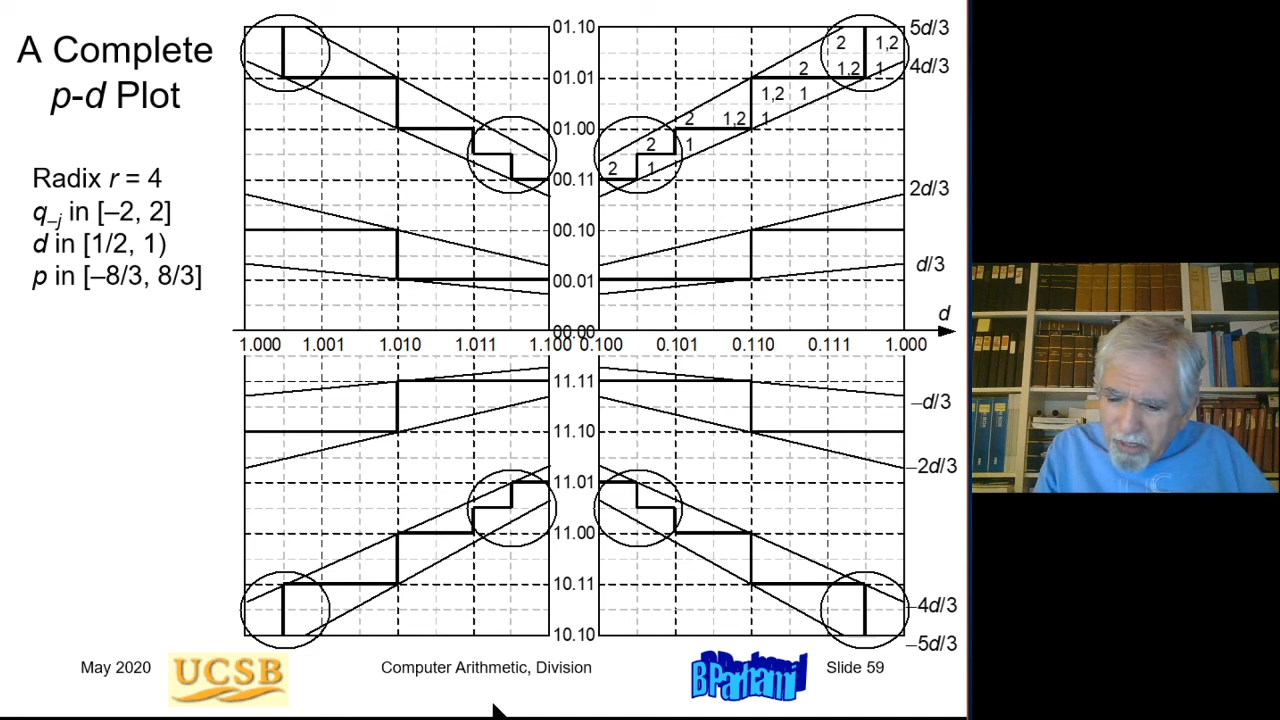 A Complete
p-d Plot
Radix r = 4
q–j in [–2, 2]
d in [1/2, 1)
p in [–8/3, 8/3]
01.10
5d/3
2
1,2
01.01
2
1,2
1
4d/3
1,2
1
01.00
2
1,2
1
2
1
00.11
2
1
2d/3
00.10
d/3
00.01
d
00.00
1.000
1.001
1.010
1.011
1.100
0.100
0.101
0.110
0.111
1.000
11.11
–d/3
11.10
–2d/3
11.01
11.00
10.11
–4d/3
10.10
–5d/3
May 2020
UCSB
Computer Arithmetic, Division
B Parhami
Slide 59